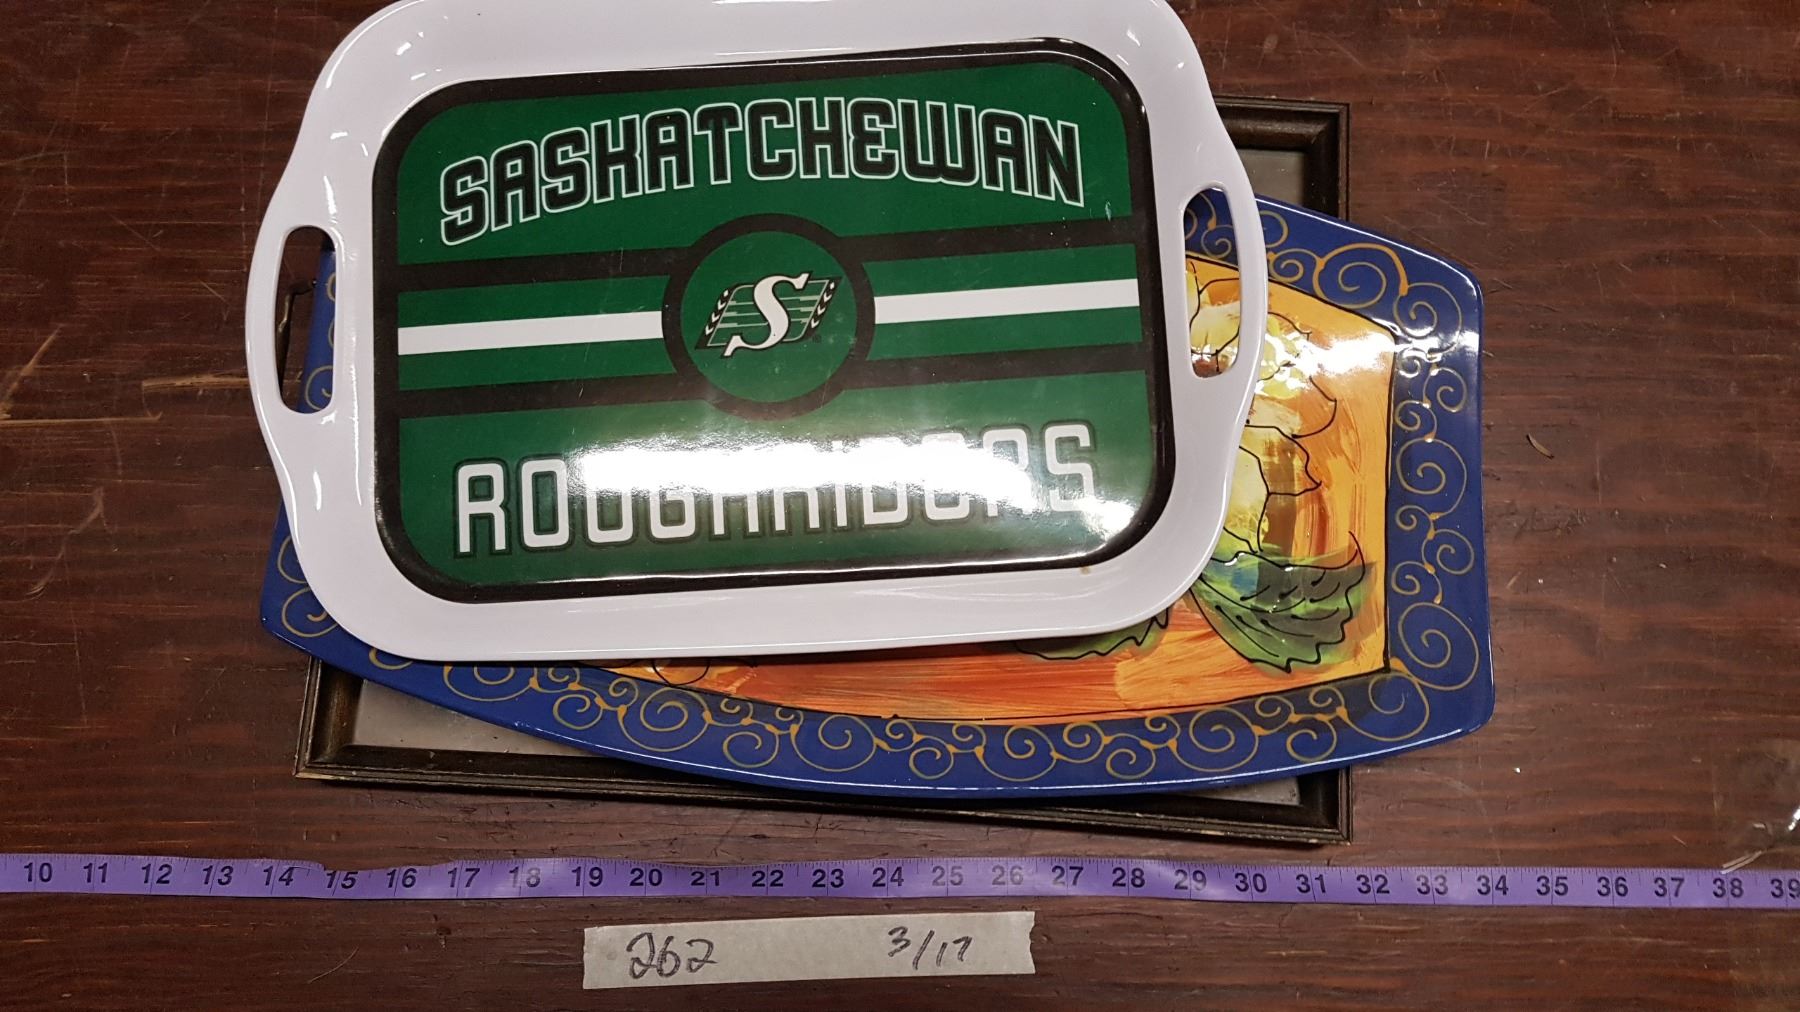 SASKATCHEWAN
S
ROUGHRIDERS
10 11 12 13 14 15 16 17 18 19 20 21 22 23 24 25 26 27 28 29 30 31 32 33 34 35 36 37 38 39
262 3/17